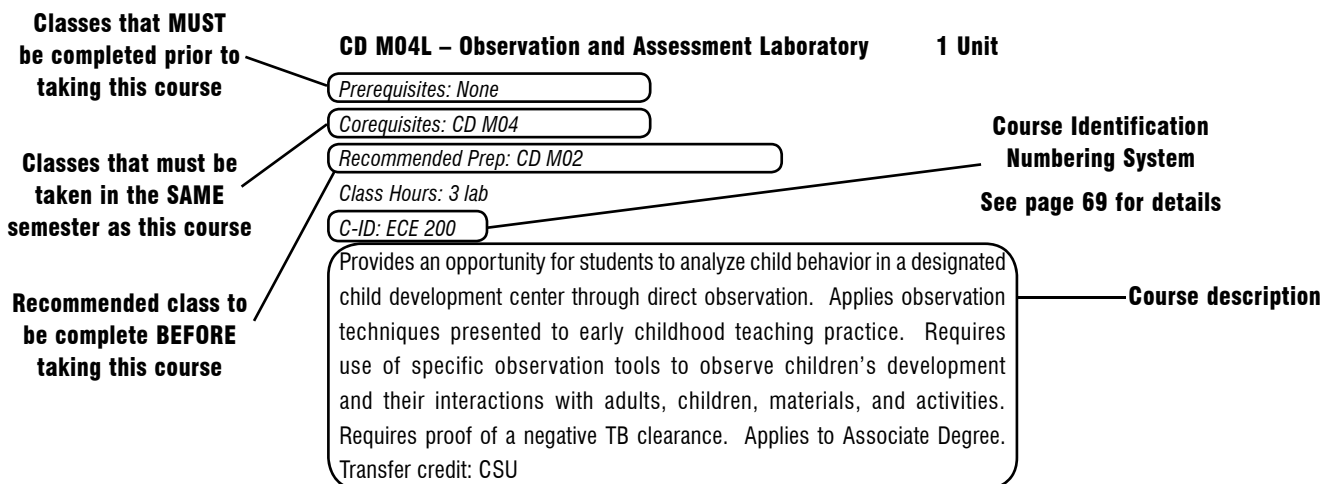 Classes that MUST
be completed prior to
taking this course
CD M04L – Observation and Assessment Laboratory 1 Unit
Prerequisites: None
Corequisites: CD M04
Recommended Prep: CD M02
Class Hours: 3 lab
C-ID: ECE 200
Classes that must be
taken in the SAME
semester as this course
Recommended class to
be complete BEFORE
taking this course
Course Identification
Numbering System
See page 69 for details
Provides an opportunity for students to analyze child behavior in a designated
child development center through direct observation. Applies observation
techniques presented to early childhood teaching practice. Requires
use of specific observation tools to observe children’s development
and their interactions with adults, children, materials, and activities.
Requires proof of a negative TB clearance. Applies to Associate Degree.
Transfer credit: CSU
Course description